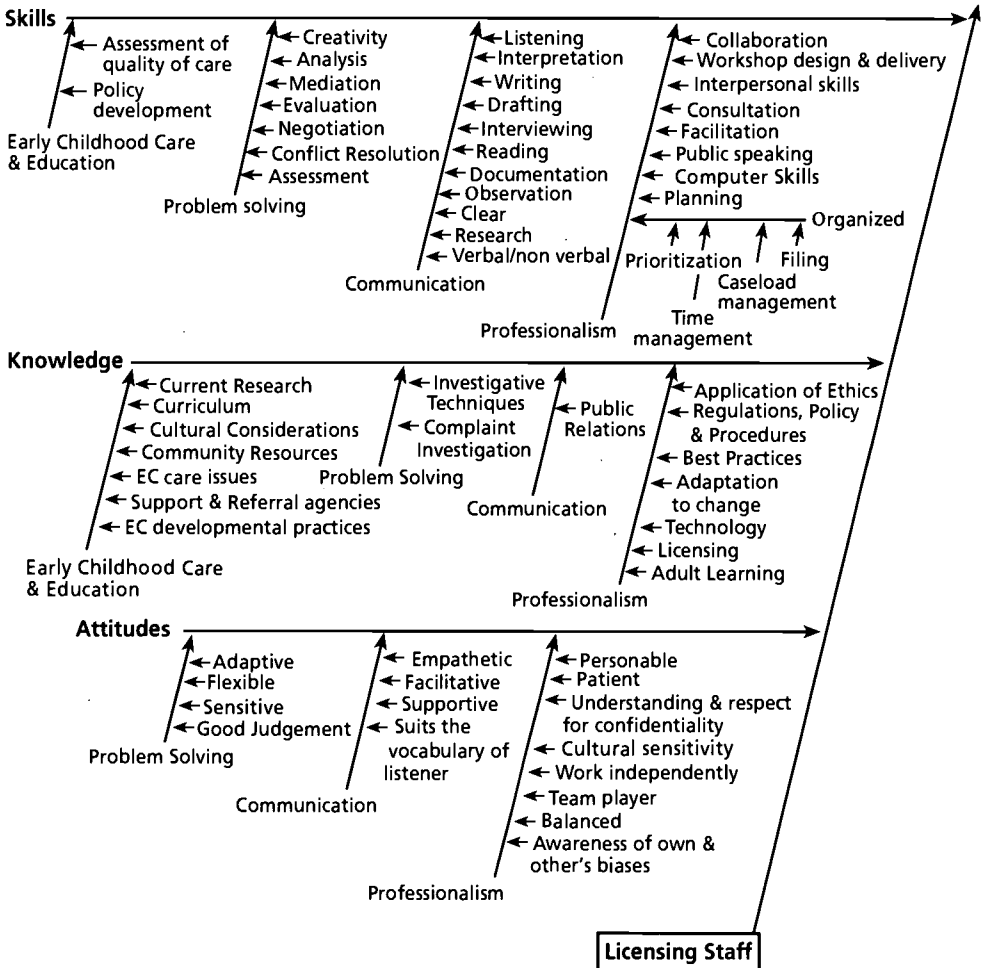 Skills
Assessment of
quality of care
Policy
development
Early Childhood Care
& Education
Creativity
Analysis
Mediation
Evaluation
Negotiation
Conflict Resolution
Assessment
Problem solving
Listening
Interpretation
Writing
Drafting
Interviewing
Reading
Documentation
Observation
Clear
Research
Verbal/non verbal
Communication
Collaboration
Workshop design & delivery
Interpersonal skills
Consultation
Facilitation
Public speaking
Computer Skills
Planning
Organized
Prioritization
Time
management
Caseload
management
Filing
Professionalism
Knowledge
Current Research
Curriculum
Cultural Considerations
Community Resources
EC care issues
Support & Referral agencies
EC developmental practices
Early Childhood Care
& Education
Investigative
Techniques
Complaint
Investigation
Problem Solving
Public
Relations
Communication
Application of Ethics
Regulations, Policy
& Procedures
Best Practices
Adaptation
to change
Technology
Licensing
Adult Learning
Professionalism
Attitudes
Adaptive
Flexible
Sensitive
Good Judgement
Problem Solving
Empathetic
Facilitative
Supportive
Suits the
vocabulary of
listener
Communication
Personable
Patient
Understanding & respect
for confidentiality
Cultural sensitivity
Work independently
Team player
Balanced
Awareness of own &
other's biases
Professionalism
Licensing Staff